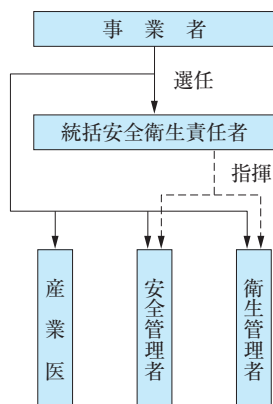 事業者
選任
統括安全衛生責任者
指揮
産業医
安全管理者
衛生管理者